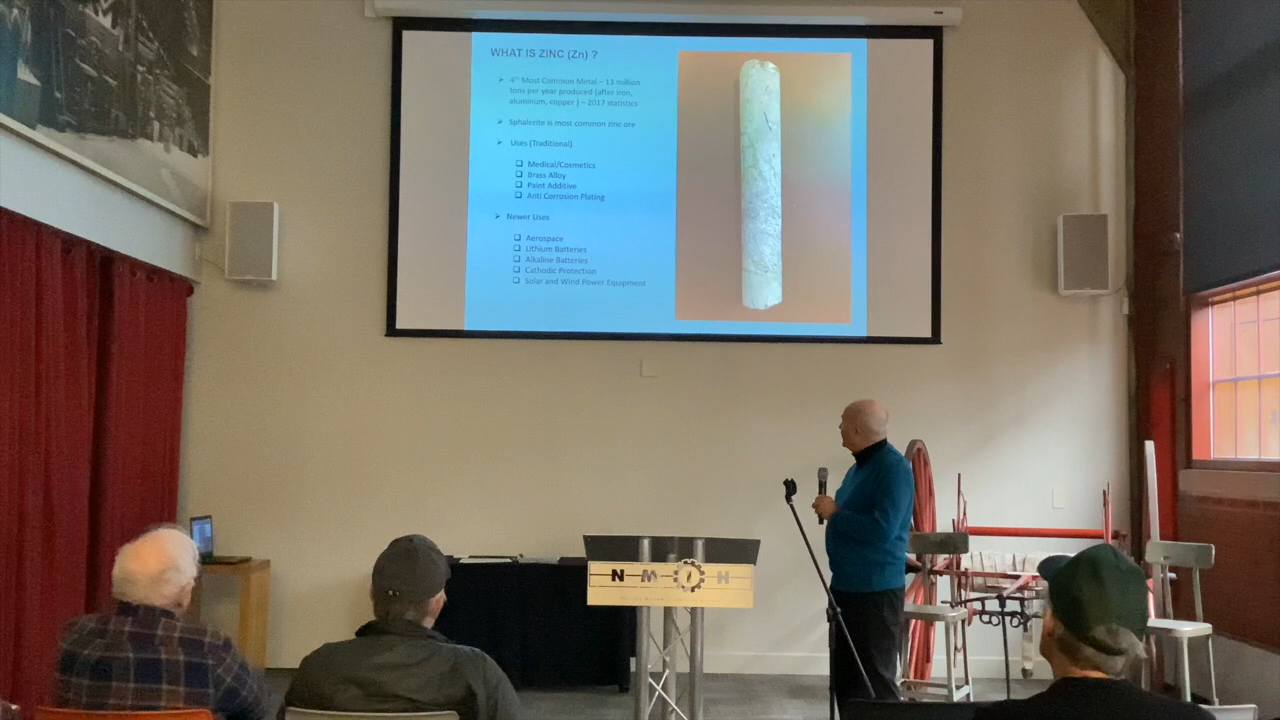 WHAT IS ZINC (Zn) ?
4th Most Common Metal – 13 million
tons per year produced (after iron,
aluminum, copper ) – 2017 statistics
Sphalerite is most common zinc ore
Uses (Traditional)
Medical/Cosmetics
Brass Alloy
Paint Additive
Anti Corrosion Plating
Newer Uses
Aerospace
Lithium Batteries
Alkaline Batteries
Cathodic Protection
Solar and Wind Power Equipment
NMIH